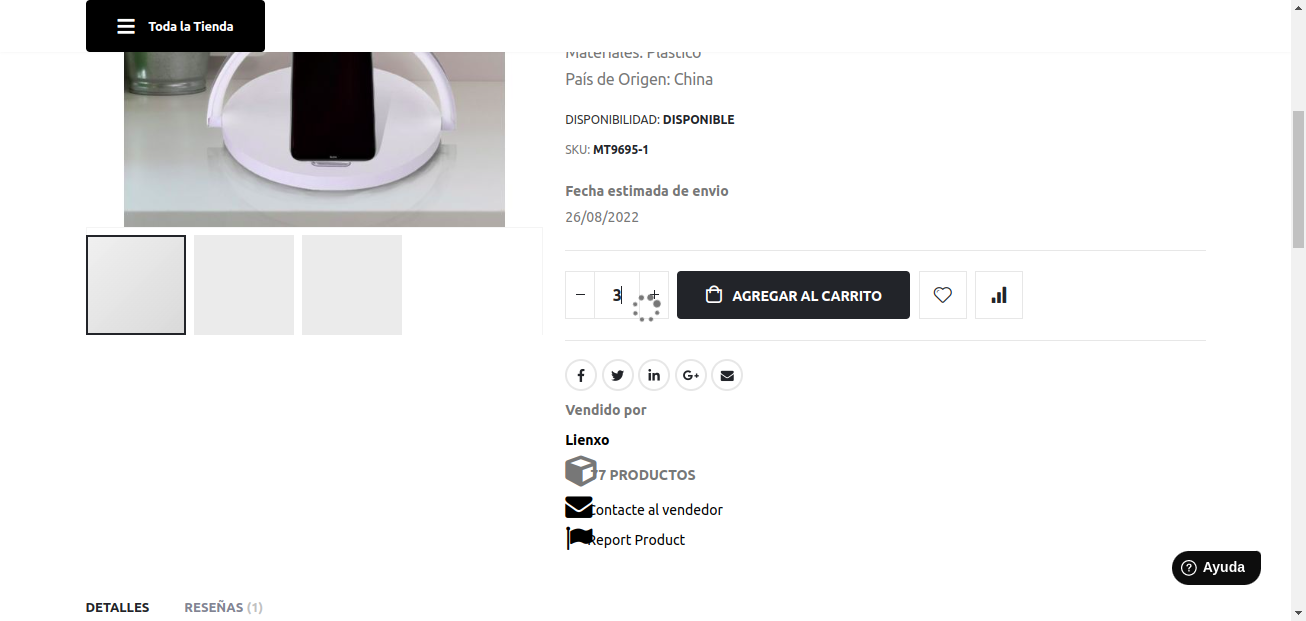 Toda la Tienda
Materiales: Plástico
País de Origen: China
DISPONIBILIDAD: DISPONIBLE
SKU: MT9695-1
Fecha estimada de envio
26/08/2022
− 3 + AGREGAR AL CARRITO
Vendido por
Lienxo
77 PRODUCTOS
Contacte al vendedor
Report Product
Ayuda
DETALLES RESEÑAS (1)